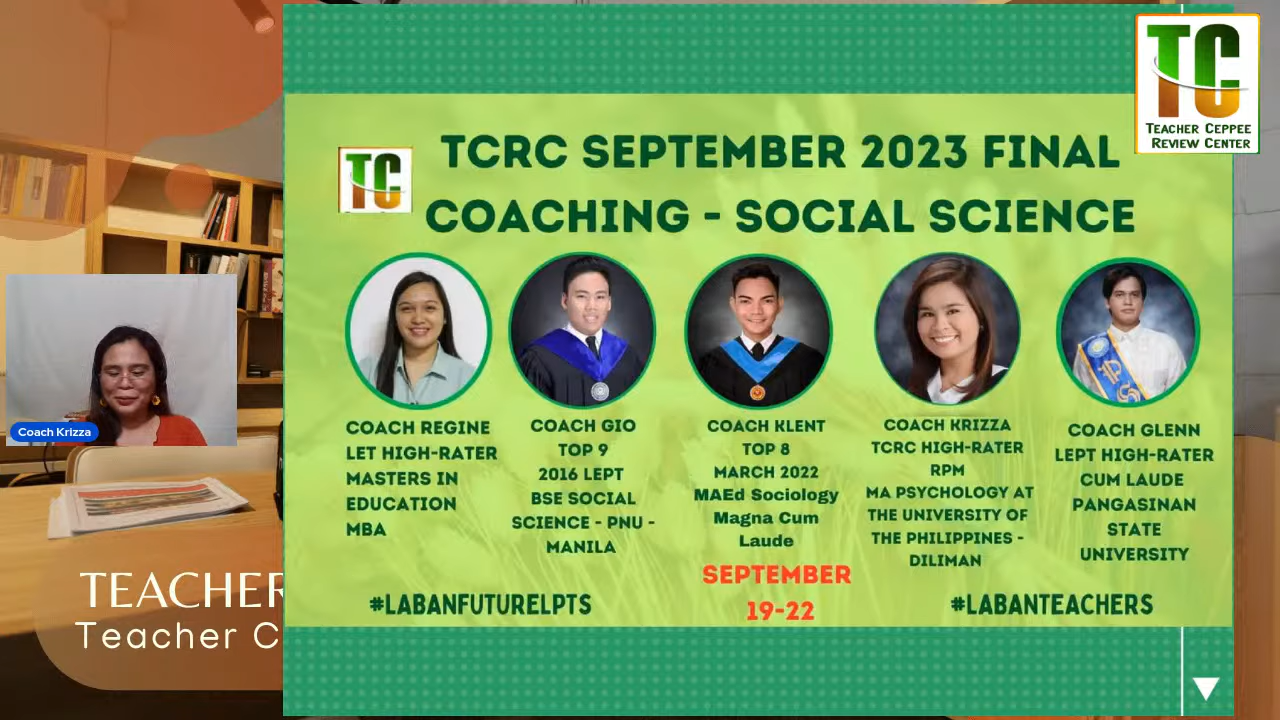 TC
TEACHER CEPPEE
REVIEW CENTER
TC
TCRC SEPTEMBER 2023 FINAL
COACHING - SOCIAL SCIENCE
COACH REGINE
LET HIGH-RATER
MASTERS IN
EDUCATION
MBA
COACH GIO
TOP 9
2016 LEPT
BSE SOCIAL
SCIENCE - PNU -
MANILA
COACH KLENT
TOP 8
MARCH 2022
MAEd Sociology
Magna Cum
Laude
COACH KRIZZA
TCRC HIGH-RATER
RPM
MA PSYCHOLOGY AT
THE UNIVERSITY OF
THE PHILIPPINES -
DILIMAN
COACH GLENN
LEPT HIGH-RATER
CUM LAUDE
PANGASINAN
STATE
UNIVERSITY
SEPTEMBER
19-22
#LABANFUTURELPTS
#LABANTEACHERS
Coach Krizza
TEACHER
Teacher C